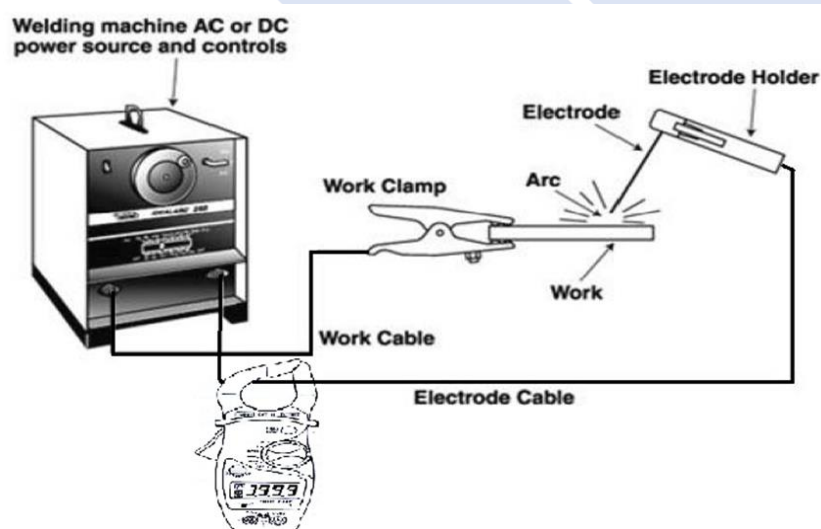 Welding machine AC or DC
power source and controls
Electrode Holder
Electrode
Work Clamp
Arc
Work
Work Cable
Electrode Cable